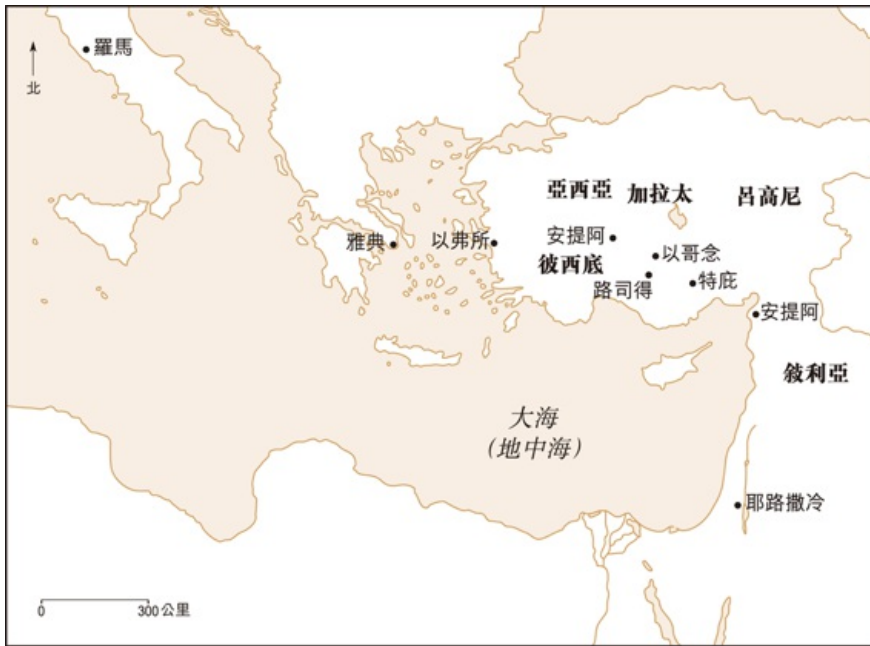 羅馬
北
亞西亞
加拉太
呂高尼
雅典
以弗所
安提阿
以哥念
彼西底
路司得
特庇
安提阿
敍利亞
大海
（地中海）
耶路撒冷
0
300公里